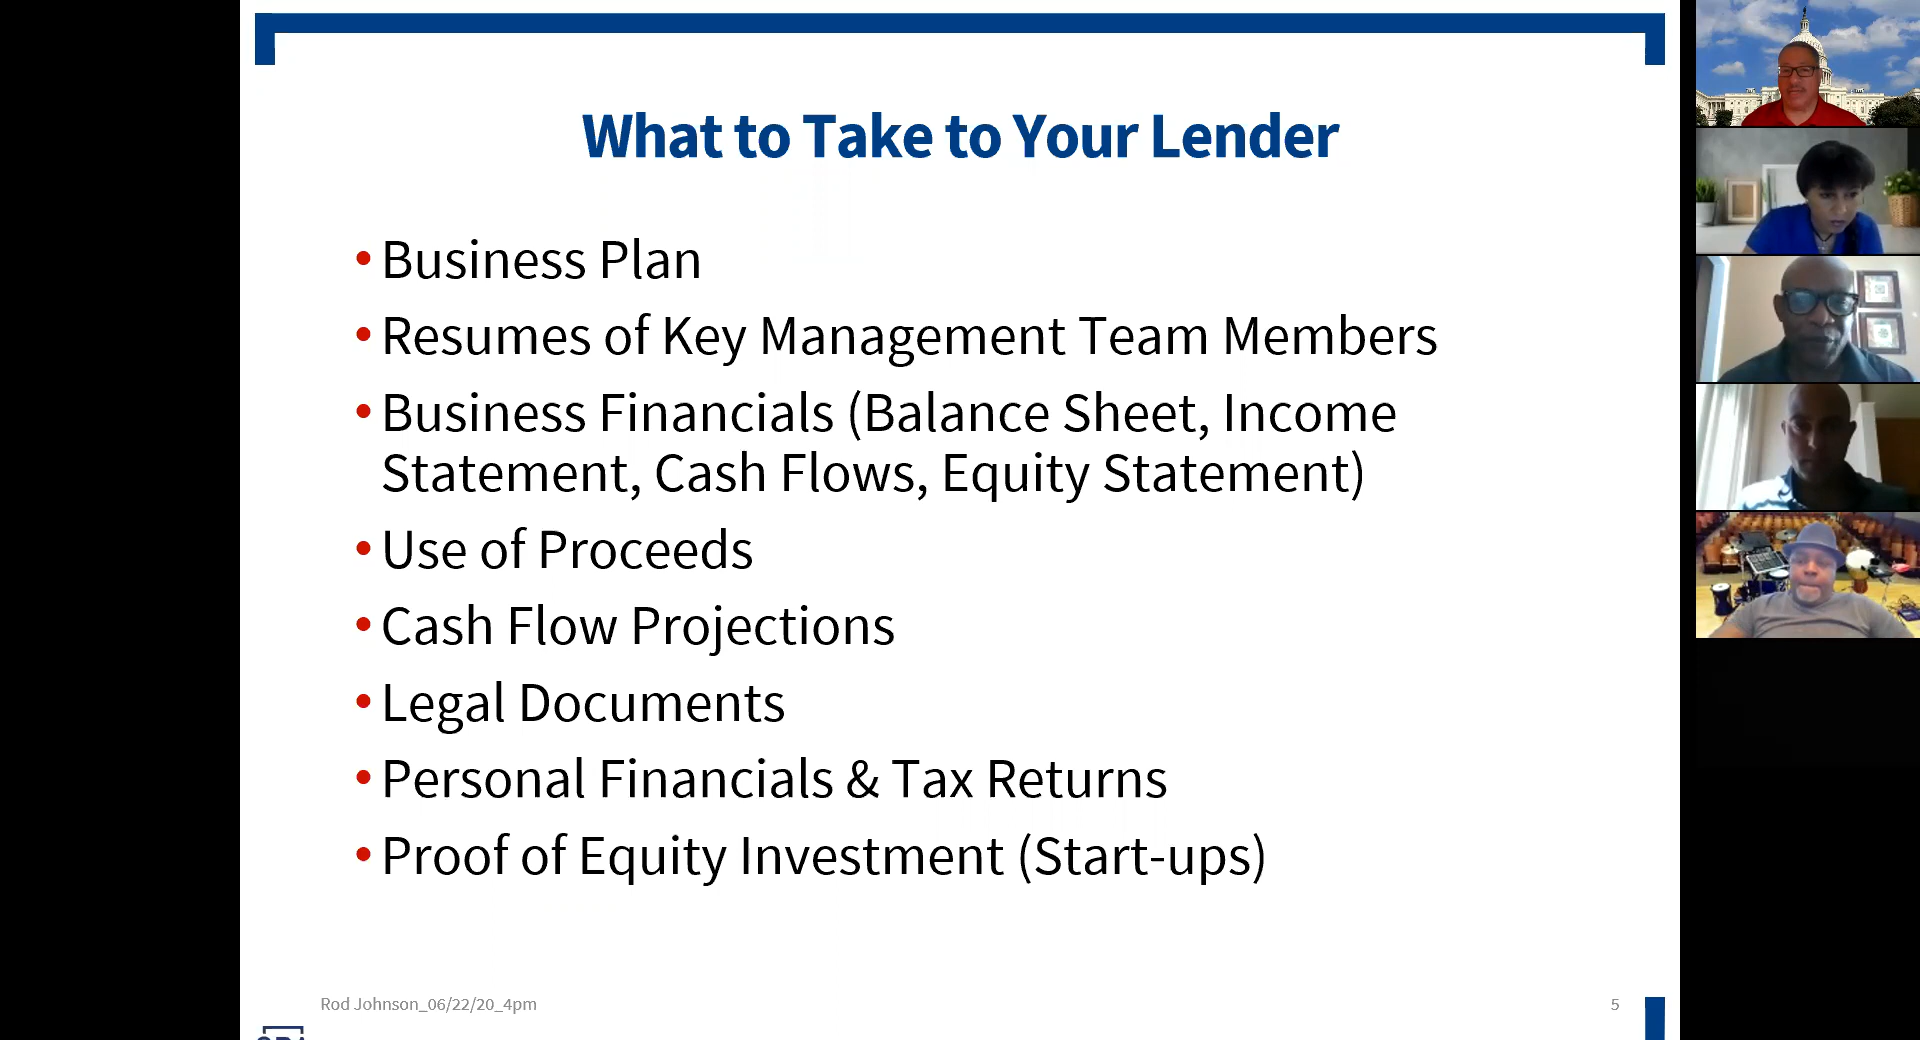 What to Take to Your Lender
• Business Plan
• Resumes of Key Management Team Members
• Business Financials (Balance Sheet, Income
Statement, Cash Flows, Equity Statement)
• Use of Proceeds
• Cash Flow Projections
• Legal Documents
• Personal Financials & Tax Returns
• Proof of Equity Investment (Start-ups)
Rod Johnson_06/22/20_4pm
5